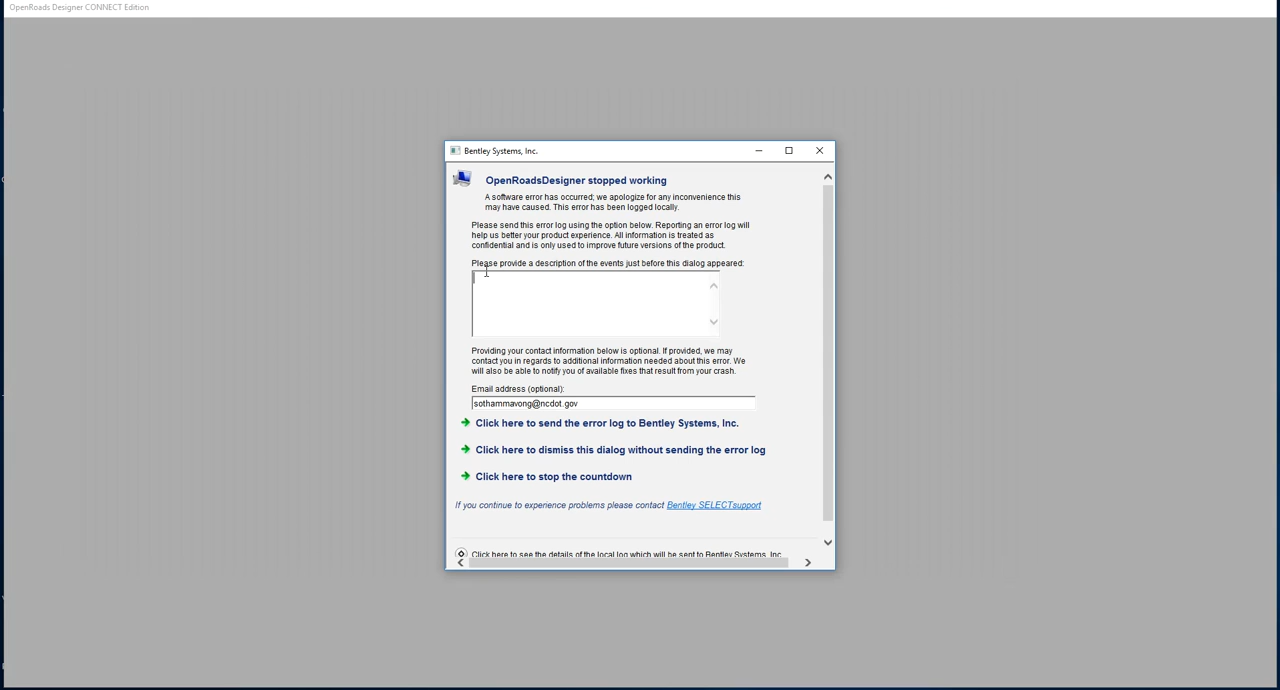 OpenRoads Designer CONNECT Edition
Bentley Systems, Inc.
OpenRoadsDesigner stopped working
A software error has occurred; we apologize for any inconvenience this
may have caused. This error has been logged locally.
Please send this error log using the option below. Reporting an error log will
help us better your product experience. All information is treated as
confidential and is only used to improve future versions of the product.
Please provide a description of the events just before this dialog appeared:
Providing your contact information below is optional. If provided, we may
contact you in regards to additional information needed about this error. We
will also be able to notify you of available fixes that result from your crash.
Email address (optional):
sothammavong@ncdot.gov
Click here to send the error log to Bentley Systems, Inc.
Click here to dismiss this dialog without sending the error log
Click here to stop the countdown
If you continue to experience problems please contact Bentley SELECTsupport
Click here to see the details of the local log which will be sent to Bentley Systems, Inc.